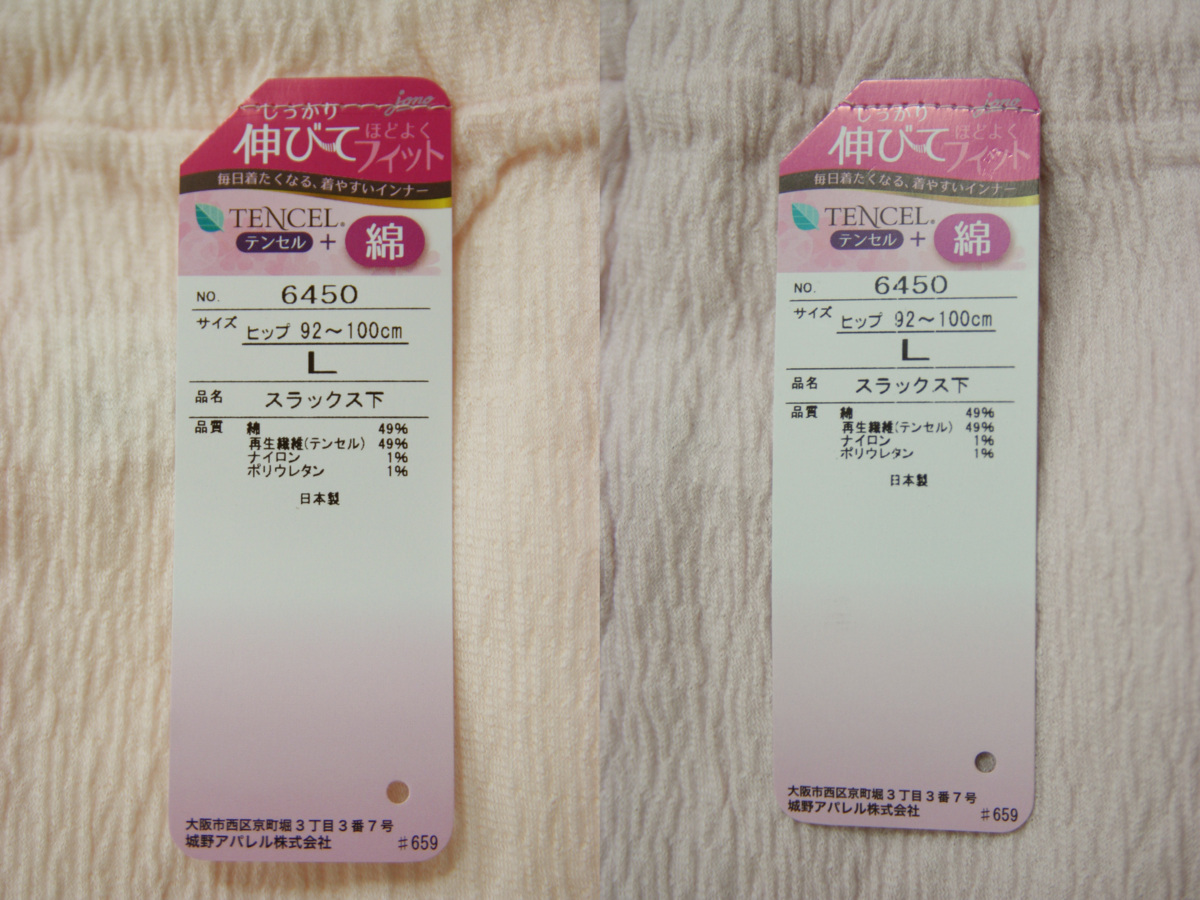 jono
しっかり
伸びて ほどよくフィット
毎日着たくなる、着やすいインナー
TENCEL®
テンセル + 綿
NO. 6450
サイズ ヒップ 92～100cm
L
品名 スラックス下
品質 綿 49%
再生繊維(テンセル) 49%
ナイロン 1%
ポリウレタン 1%
日本製
大阪市西区京町堀3丁目3番7号
城野アパレル株式会社 #659
jono
しっかり
伸びて ほどよくフィット
毎日着たくなる、着やすいインナー
TENCEL®
テンセル + 綿
NO. 6450
サイズ ヒップ 92～100cm
L
品名 スラックス下
品質 綿 49%
再生繊維(テンセル) 49%
ナイロン 1%
ポリウレタン 1%
日本製
大阪市西区京町堀3丁目3番7号
城野アパレル株式会社 #659